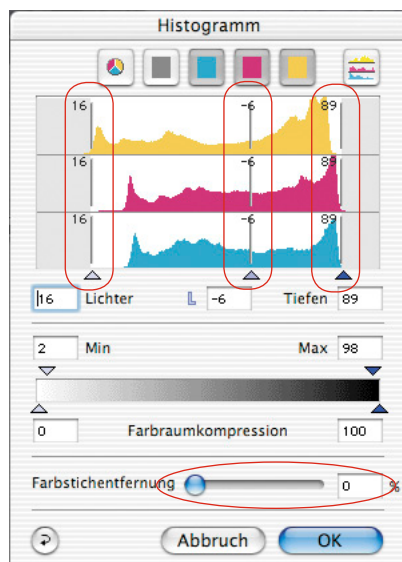 Histogramm
16 -6 89
16 -6 89
16 -6 89
16 Lichter L -6 Tiefen 89
2 Min Max 98
0 Farbraumkompression 100
Farbstichentfernung 0 %
Abbruch OK